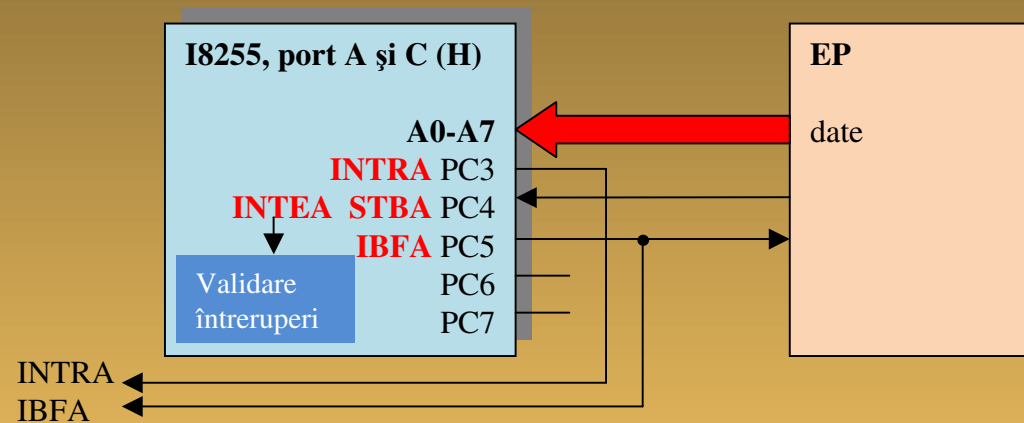 I8255, port A şi C (H)
A0-A7
INTRA PC3
INTEA STBA PC4
IBFA PC5
PC6
PC7
Validare
întreruperi
EP
date
INTRA
IBFA